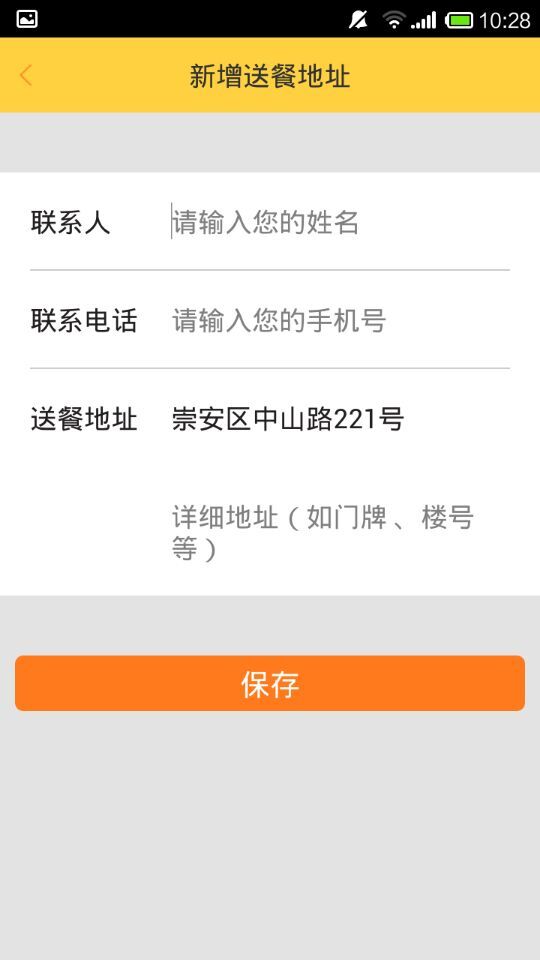 10:28
新增送餐地址
联系人 请输入您的姓名
联系电话 请输入您的手机号
送餐地址 崇安区中山路221号
详细地址（如门牌、楼号
等）
保存